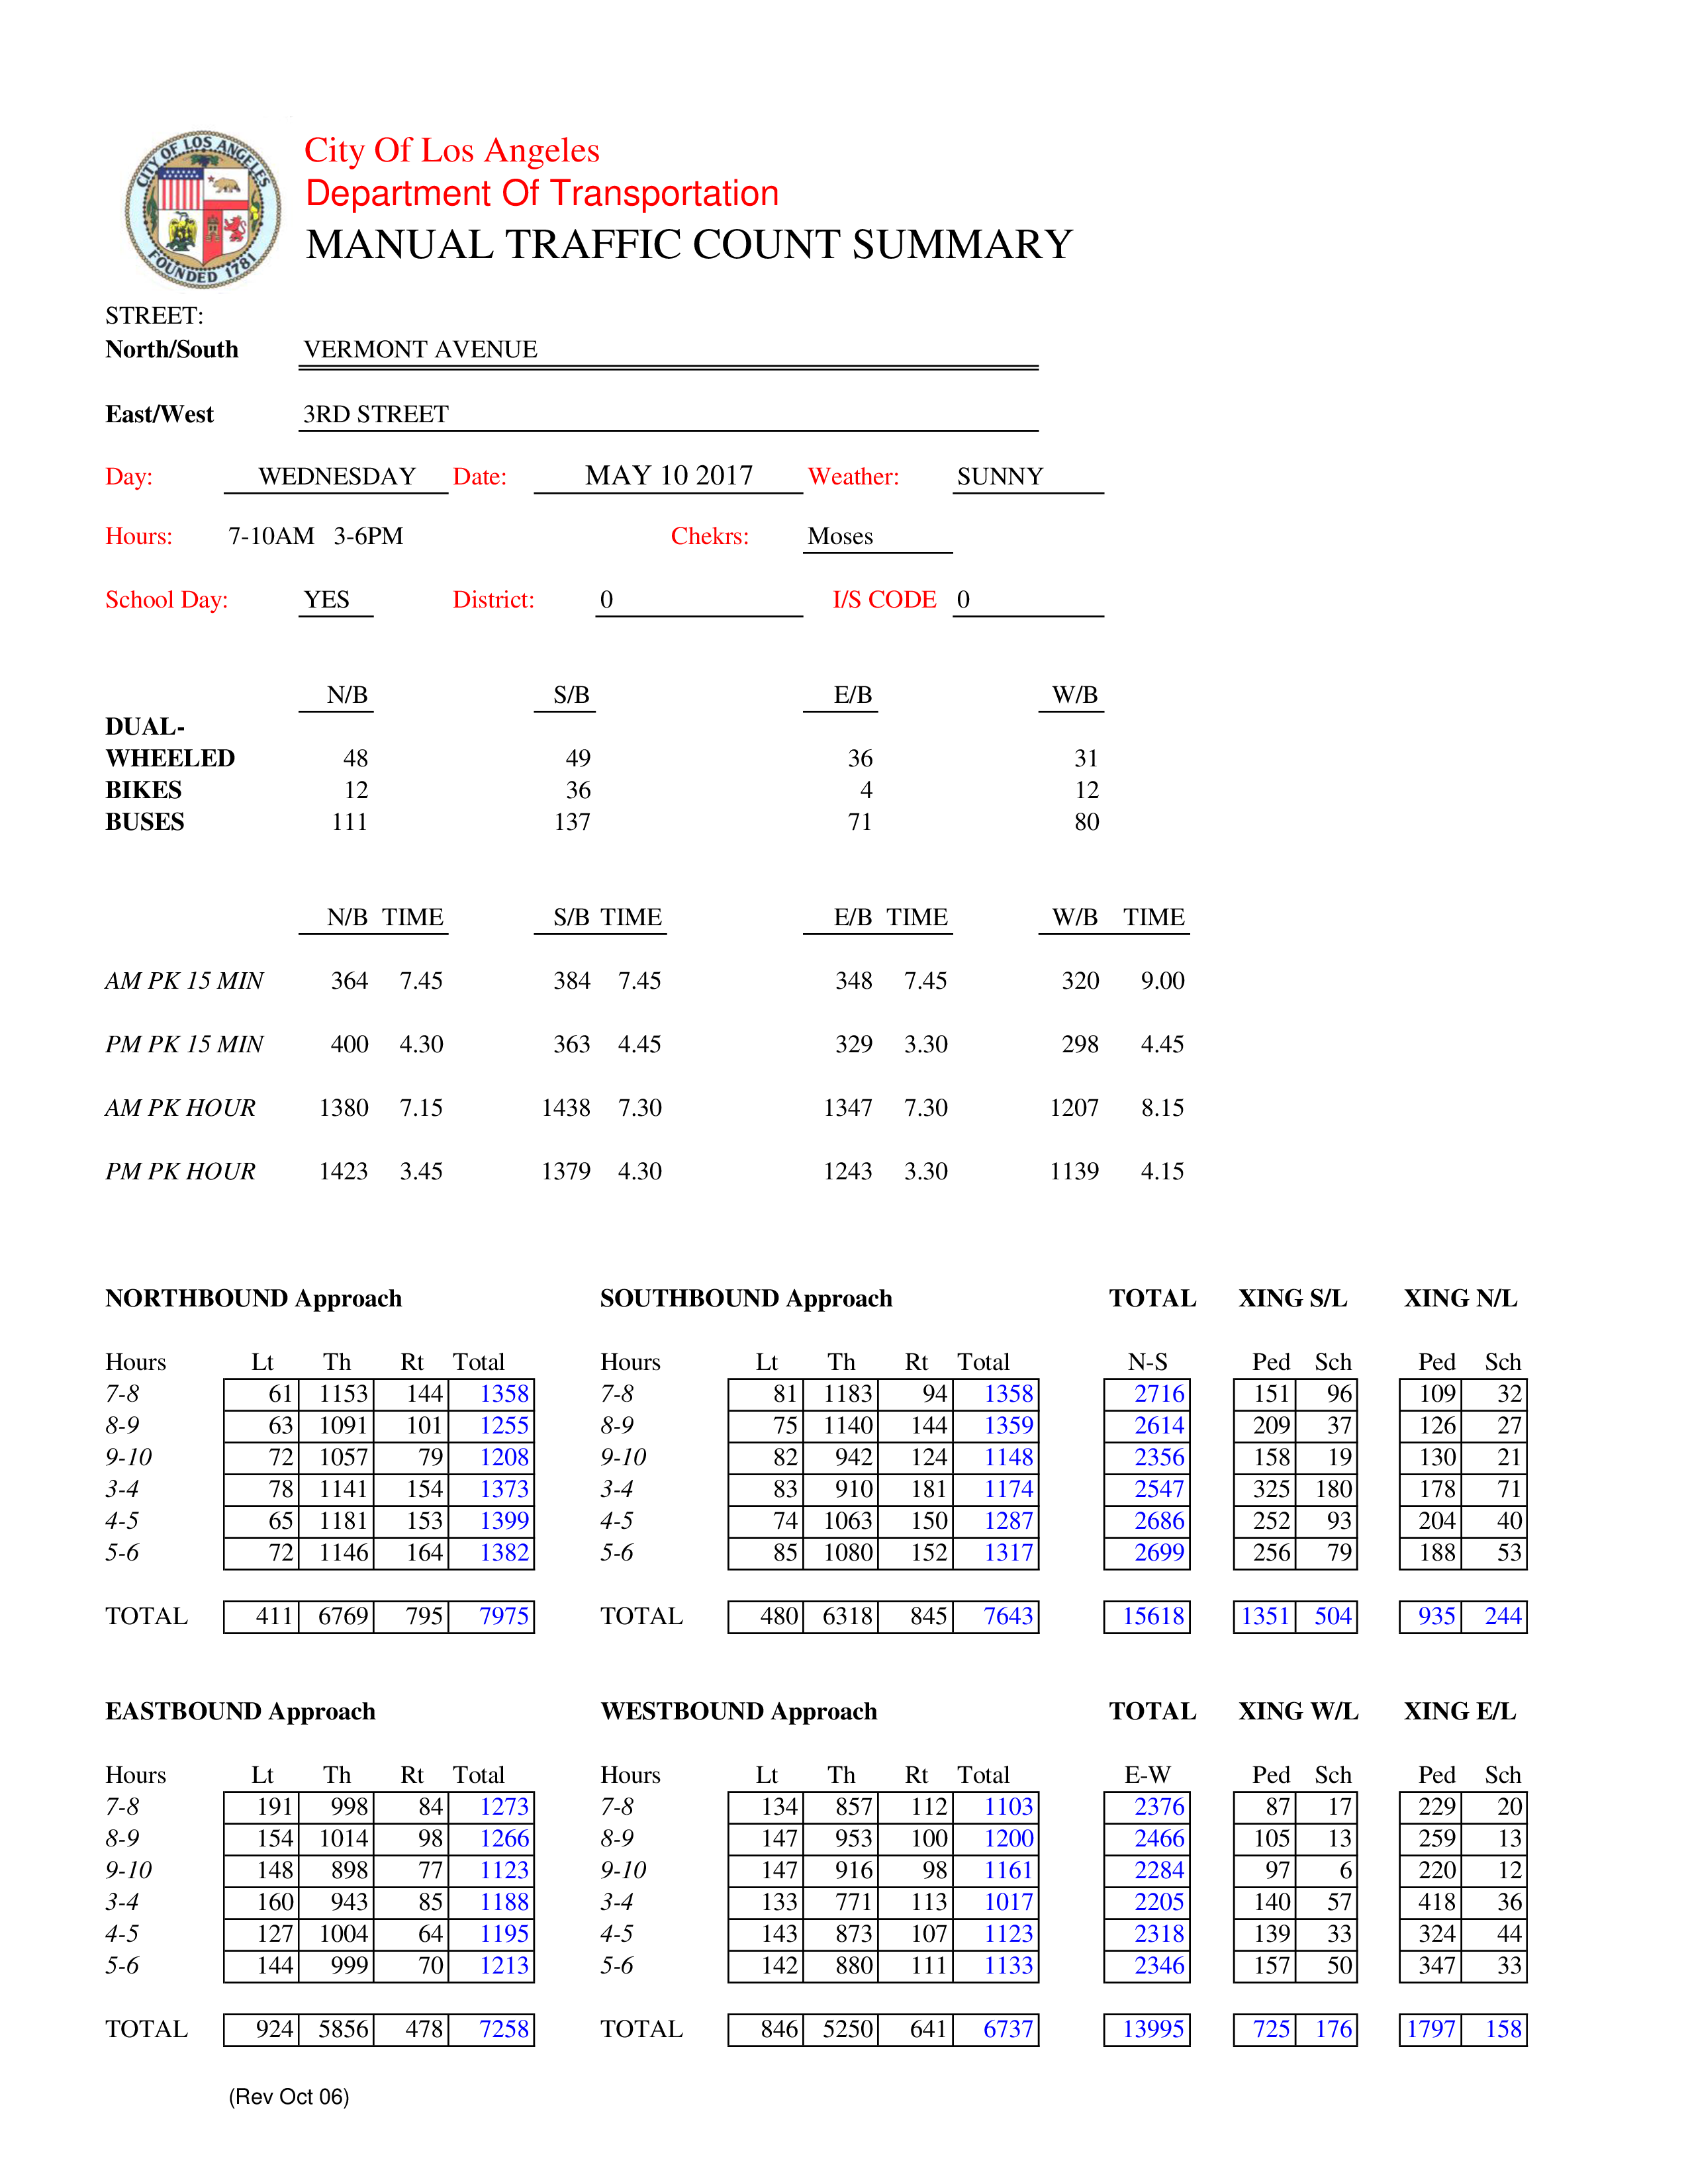 CITY OF LOS ANGELES
FOUNDED 1781
City Of Los Angeles
Department Of Transportation
MANUAL TRAFFIC COUNT SUMMARY
STREET:
North/South VERMONT AVENUE
East/West 3RD STREET
Day: WEDNESDAY Date: MAY 10 2017 Weather: SUNNY
Hours: 7-10AM 3-6PM Chekrs: Moses
School Day: YES District: 0 I/S CODE 0
N/B S/B E/B W/B
DUAL-
WHEELED 48 49 36 31
BIKES 12 36 4 12
BUSES 111 137 71 80
N/B TIME S/B TIME E/B TIME W/B TIME
AM PK 15 MIN 364 7.45 384 7.45 348 7.45 320 9.00
PM PK 15 MIN 400 4.30 363 4.45 329 3.30 298 4.45
AM PK HOUR 1380 7.15 1438 7.30 1347 7.30 1207 8.15
PM PK HOUR 1423 3.45 1379 4.30 1243 3.30 1139 4.15
NORTHBOUND Approach SOUTHBOUND Approach TOTAL XING S/L XING N/L
Hours Lt Th Rt Total Hours Lt Th Rt Total N-S Ped Sch Ped Sch
7-8 61 1153 144 1358 7-8 81 1183 94 1358 2716 151 96 109 32
8-9 63 1091 101 1255 8-9 75 1140 144 1359 2614 209 37 126 27
9-10 72 1057 79 1208 9-10 82 942 124 1148 2356 158 19 130 21
3-4 78 1141 154 1373 3-4 83 910 181 1174 2547 325 180 178 71
4-5 65 1181 153 1399 4-5 74 1063 150 1287 2686 252 93 204 40
5-6 72 1146 164 1382 5-6 85 1080 152 1317 2699 256 79 188 53
TOTAL 411 6769 795 7975 TOTAL 480 6318 845 7643 15618 1351 504 935 244
EASTBOUND Approach WESTBOUND Approach TOTAL XING W/L XING E/L
Hours Lt Th Rt Total Hours Lt Th Rt Total E-W Ped Sch Ped Sch
7-8 191 998 84 1273 7-8 134 857 112 1103 2376 87 17 229 20
8-9 154 1014 98 1266 8-9 147 953 100 1200 2466 105 13 259 13
9-10 148 898 77 1123 9-10 147 916 98 1161 2284 97 6 220 12
3-4 160 943 85 1188 3-4 133 771 113 1017 2205 140 57 418 36
4-5 127 1004 64 1195 4-5 143 873 107 1123 2318 139 33 324 44
5-6 144 999 70 1213 5-6 142 880 111 1133 2346 157 50 347 33
TOTAL 924 5856 478 7258 TOTAL 846 5250 641 6737 13995 725 176 1797 158
(Rev Oct 06)